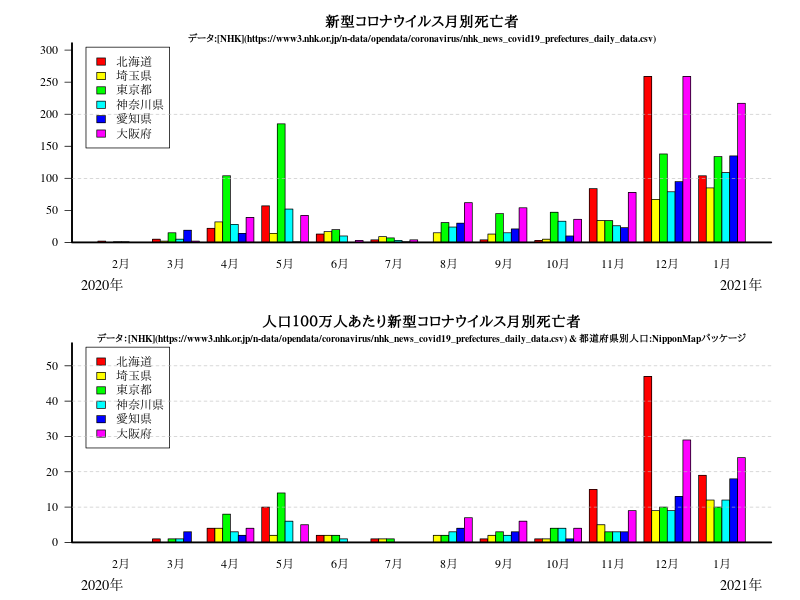 新型コロナウイルス月別死亡者
データ:[NHK](https://www3.nhk.or.jp/n-data/opendata/coronavirus/nhk_news_covid19_prefectures_daily_data.csv)
300
250
200
150
100
50
0
北海道
埼玉県
東京都
神奈川県
愛知県
大阪府
2月 3月 4月 5月 6月 7月 8月 9月 10月 11月 12月 1月
2020年 2021年
人口100万人あたり新型コロナウイルス月別死亡者
データ:[NHK](https://www3.nhk.or.jp/n-data/opendata/coronavirus/nhk_news_covid19_prefectures_daily_data.csv) & 都道府県別人口:NipponMapパッケージ
50
40
30
20
10
0
北海道
埼玉県
東京都
神奈川県
愛知県
大阪府
2月 3月 4月 5月 6月 7月 8月 9月 10月 11月 12月 1月
2020年 2021年